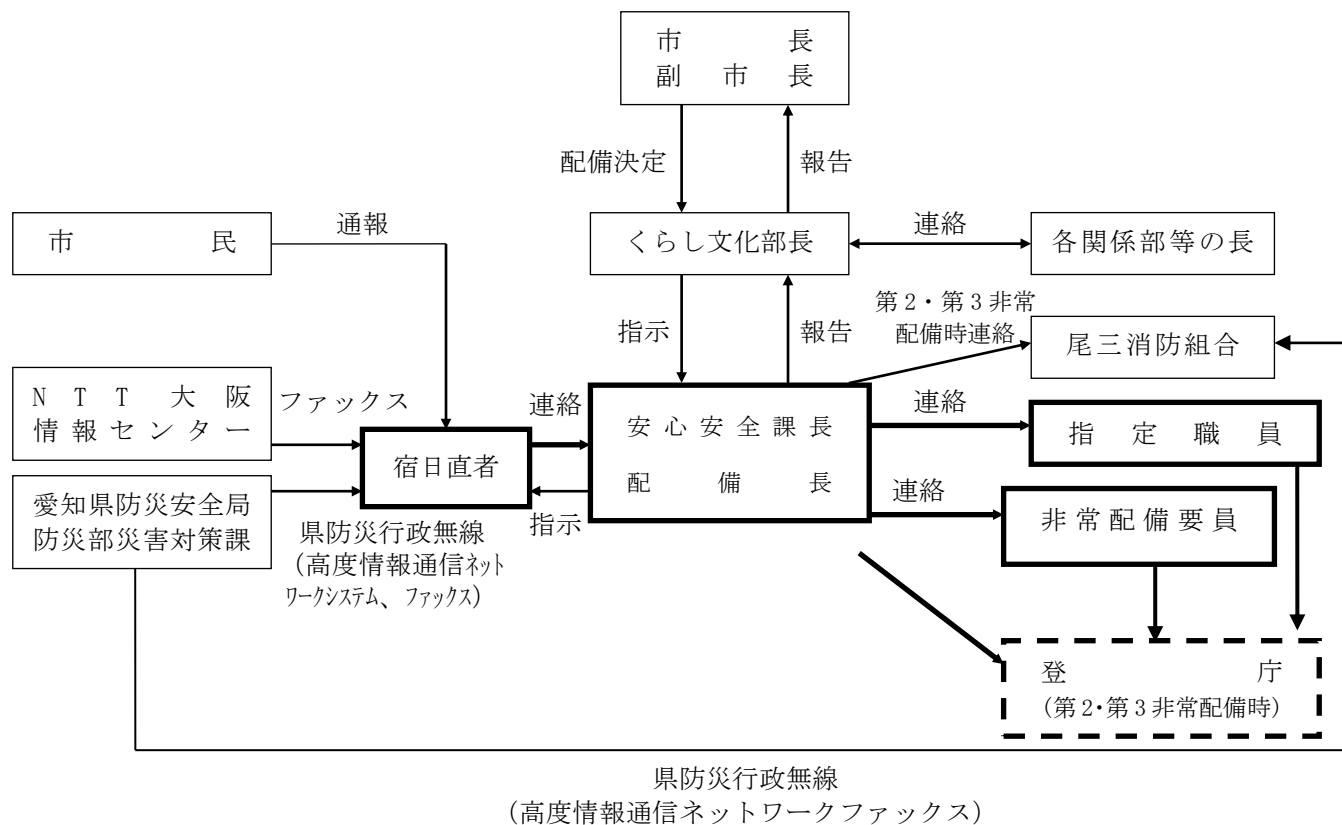 市長
副市長
配備決定
報告
市民
通報
くらし文化部長
連絡
各関係部等の長
指示
報告
第2・第3非常
配備時連絡
尾三消防組合
NTT大阪
情報センター
ファックス
宿日直者
連絡
指示
安心安全課長
配備長
連絡
指定職員
連絡
非常配備要員
愛知県防災安全局
防災部災害対策課
県防災行政無線
(高度情報通信ネット
ワークシステム、ファックス)
登庁
(第2・第3非常配備時)
県防災行政無線
(高度情報通信ネットワークファックス)